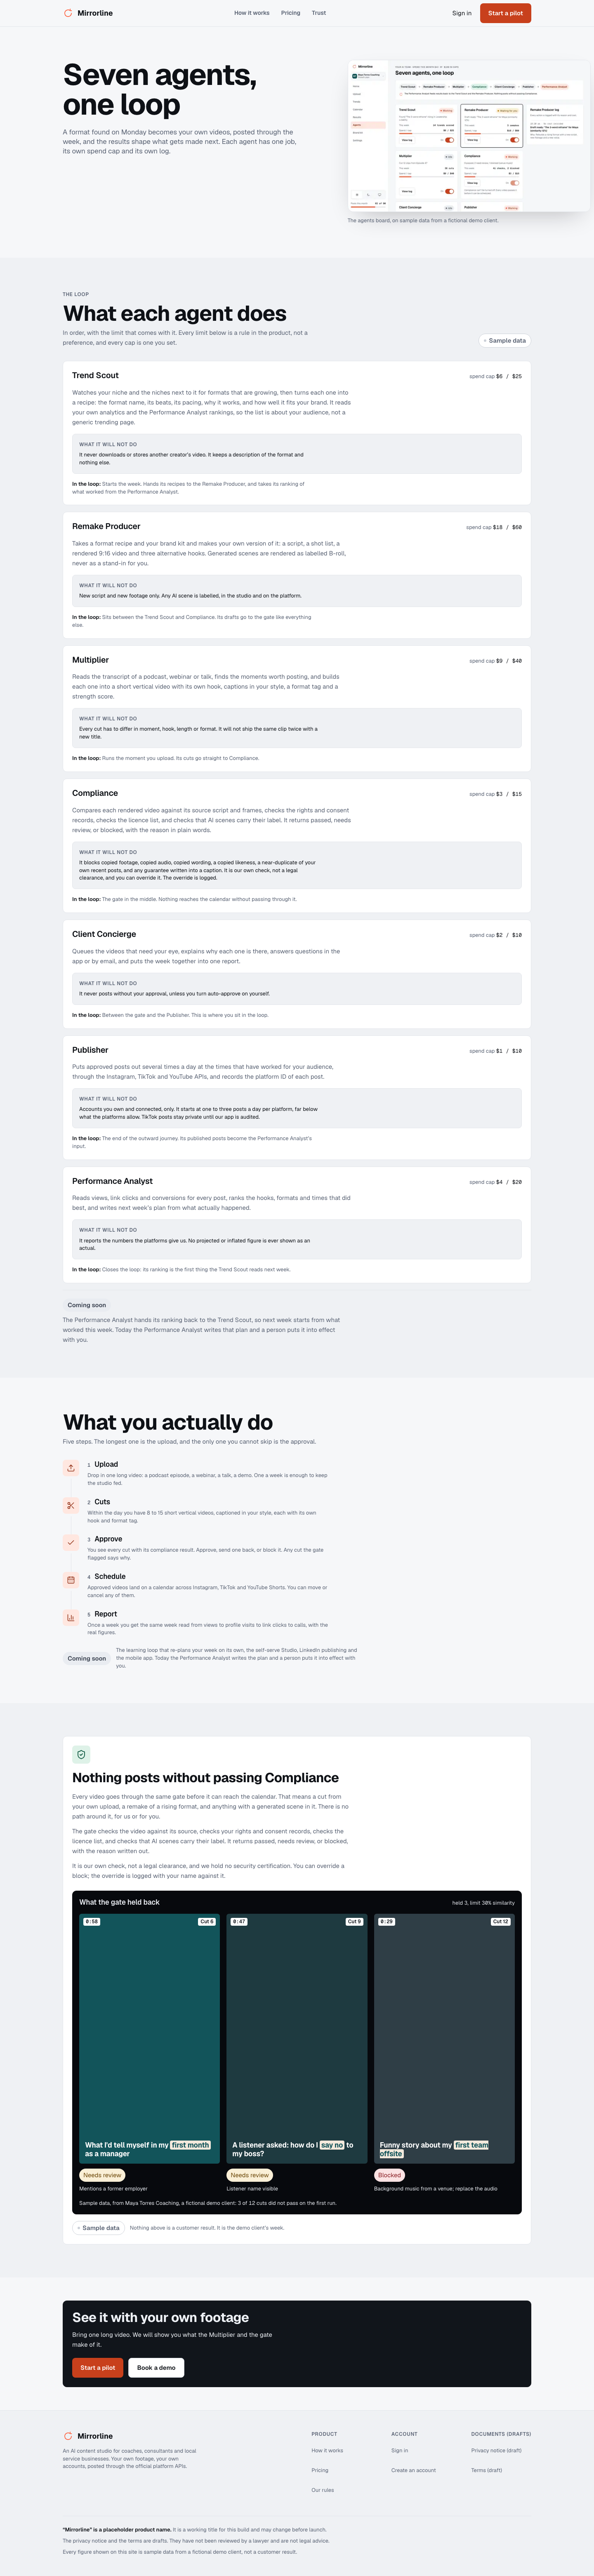 Mirrorline
How it works
Pricing
Trust
Sign in
Start a pilot
Seven agents,
one loop
A format found on Monday becomes your own videos, posted through the
week, and the results shape what gets made next. Each agent has one job,
its own spend cap and its own log.
Mirrorline
Seven agents, one loop
Trend Scout
Remake Producer
Multiplier
Compliance
Client Concierge
Publisher
Performance Analyst
Trend Scout
Remake Producer
Remake Producer log
Multiplier
Compliance
Client Concierge
Publisher
The agents board, on sample data from a fictional demo client.
THE LOOP
What each agent does
In order, with the limit that comes with it. Every limit below is a rule in the product, not a
preference, and every cap is one you set.
Sample data
Trend Scout
spend cap $6 / $25
Watches your niche and the niches next to it for formats that are growing, then turns each one into
a recipe: the format name, its beats, its pacing, why it works, and how well it fits your brand. It reads
your own analytics and the Performance Analyst rankings, so the list is about your audience, not a
generic trending page.
WHAT IT WILL NOT DO
It never downloads or stores another creator's video. It keeps a description of the format and
nothing else.
In the loop: Starts the week. Hands its recipes to the Remake Producer, and takes its ranking of
what worked from the Performance Analyst.
Remake Producer
spend cap $18 / $60
Takes a format recipe and your brand kit and makes your own version of it: a script, a shot list, a
rendered 9:16 video and three alternative hooks. Generated scenes are rendered as labelled B-roll,
never as a stand-in for you.
WHAT IT WILL NOT DO
New script and new footage only. Any AI scene is labelled, in the studio and on the platform.
In the loop: Sits between the Trend Scout and Compliance. Its drafts go to the gate like everything
else.
Multiplier
spend cap $9 / $40
Reads the transcript of a podcast, webinar or talk, finds the moments worth posting, and builds
each one into a short vertical video with its own hook, captions in your style, a format tag and a
strength score.
WHAT IT WILL NOT DO
Every cut has to differ in moment, hook, length or format. It will not ship the same clip twice with a
new title.
In the loop: Runs the moment you upload. Its cuts go straight to Compliance.
Compliance
spend cap $3 / $15
Compares each rendered video against its source script and frames, checks the rights and consent
records, checks the licence list, and checks that AI scenes carry their label. It returns passed, needs
review, or blocked, with the reason in plain words.
WHAT IT WILL NOT DO
It blocks copied footage, copied audio, copied wording, a copied likeness, a near-duplicate of your
own recent posts, and any guarantee written into a caption. It is our own check, not a legal
clearance, and you can override it. The override is logged.
In the loop: The gate in the middle. Nothing reaches the calendar without passing through it.
Client Concierge
spend cap $2 / $10
Queues the videos that need your eye, explains why each one is there, answers questions in the
app or by email, and puts the week together into one report.
WHAT IT WILL NOT DO
It never posts without your approval, unless you turn auto-approve on yourself.
In the loop: Between the gate and the Publisher. This is where you sit in the loop.
Publisher
spend cap $1 / $10
Puts approved posts out several times a day at the times that have worked for your audience,
through the Instagram, TikTok and YouTube APIs, and records the platform ID of each post.
WHAT IT WILL NOT DO
Accounts you own and connected, only. It starts at one to three posts a day per platform, far below
what the platforms allow. TikTok posts stay private until our app is audited.
In the loop: The end of the outward journey. Its published posts become the Performance Analyst's
input.
Performance Analyst
spend cap $4 / $20
Reads views, link clicks and conversions for every post, ranks the hooks, formats and times that did
best, and writes next week's plan from what actually happened.
WHAT IT WILL NOT DO
It reports the numbers the platforms give us. No projected or inflated figure is ever shown as an
actual.
In the loop: Closes the loop: its ranking is the first thing the Trend Scout reads next week.
Coming soon
The Performance Analyst hands its ranking back to the Trend Scout, so next week starts from what
worked this week. Today the Performance Analyst writes that plan and a person puts it into effect
with you.
What you actually do
Five steps. The longest one is the upload, and the only one you cannot skip is the approval.
1 Upload
Drop in one long video: a podcast episode, a webinar, a talk, a demo. One a week is enough to keep
the studio fed.
2 Cuts
Within the day you have 8 to 15 short vertical videos, captioned in your style, each with its own
hook and format tag.
3 Approve
You see every cut with its compliance result. Approve, send one back, or block it. Any cut the gate
flagged says why.
4 Schedule
Approved videos land on a calendar across Instagram, TikTok and YouTube Shorts. You can move or
cancel any of them.
5 Report
Once a week you get the same week read from views to profile visits to link clicks to calls, with the
real figures.
Coming soon
The learning loop that re-plans your week on its own, the self-serve Studio, LinkedIn publishing and
the mobile app. Today the Performance Analyst writes the plan and a person puts it into effect with
you.
Nothing posts without passing Compliance
Every video goes through the same gate before it can reach the calendar. That means a cut from
your own upload, a remake of a rising format, and anything with a generated scene in it. There is no
path around it, for us or for you.
The gate checks the video against its source, checks your rights and consent records, checks the
licence list, and checks that AI scenes carry their label. It returns passed, needs review, or blocked,
with the reason written out.
It is our own check, not a legal clearance, and we hold no security certification. You can override a
block; the override is logged with your name against it.
What the gate held back
held 3, limit 30% similarity
0:58
Cut 6
What I'd tell myself in my first month
as a manager
Needs review
Mentions a former employer
0:47
Cut 9
A listener asked: how do I say no to
my boss?
Needs review
Listener name visible
0:29
Cut 12
Funny story about my first team
offsite
Blocked
Background music from a venue; replace the audio
Sample data, from Maya Torres Coaching, a fictional demo client: 3 of 12 cuts did not pass on the first run.
Sample data
Nothing above is a customer result. It is the demo client's week.
See it with your own footage
Bring one long video. We will show you what the Multiplier and the gate
make of it.
Start a pilot
Book a demo
Mirrorline
An AI content studio for coaches, consultants and local
service businesses. Your own footage, your own
accounts, posted through the official platform APIs.
PRODUCT
How it works
Pricing
Our rules
ACCOUNT
Sign in
Create an account
DOCUMENTS (DRAFTS)
Privacy notice (draft)
Terms (draft)
"Mirrorline" is a placeholder product name. It is a working title for this build and may change before launch.
The privacy notice and the terms are drafts. They have not been reviewed by a lawyer and are not legal advice.
Every figure shown on this site is sample data from a fictional demo client, not a customer result.